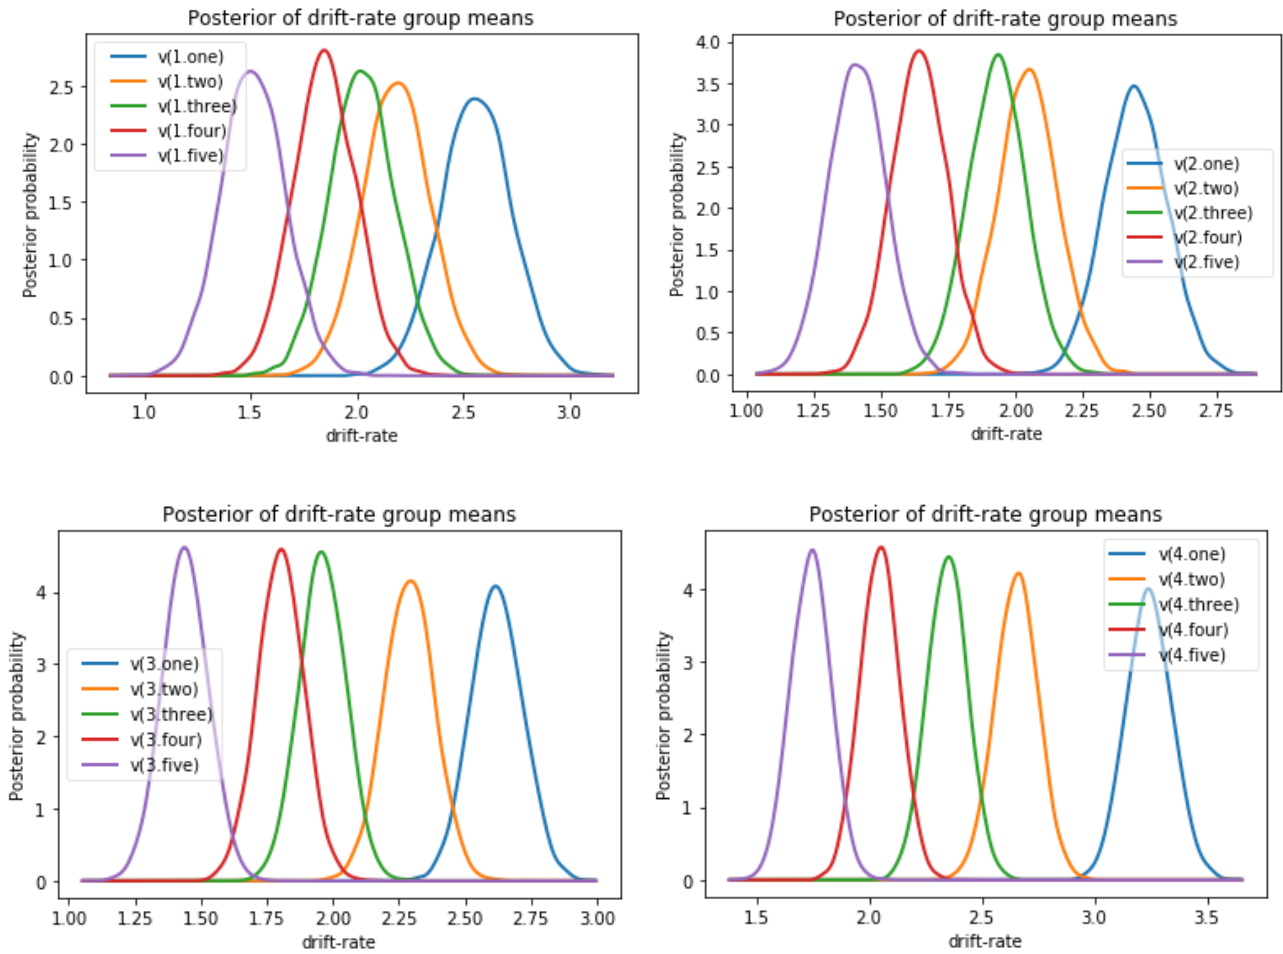 Posterior of drift-rate group means
v(1.one)
v(1.two)
v(1.three)
v(1.four)
v(1.five)
Posterior probability
2.5
2.0
1.5
1.0
0.5
0.0
1.0 1.5 2.0 2.5 3.0
drift-rate
Posterior of drift-rate group means
v(2.one)
v(2.two)
v(2.three)
v(2.four)
v(2.five)
Posterior probability
4.0
3.5
3.0
2.5
2.0
1.5
1.0
0.5
0.0
1.00 1.25 1.50 1.75 2.00 2.25 2.50 2.75
drift-rate
Posterior of drift-rate group means
v(3.one)
v(3.two)
v(3.three)
v(3.four)
v(3.five)
Posterior probability
4
3
2
1
0
1.00 1.25 1.50 1.75 2.00 2.25 2.50 2.75 3.00
drift-rate
Posterior of drift-rate group means
v(4.one)
v(4.two)
v(4.three)
v(4.four)
v(4.five)
Posterior probability
4
3
2
1
0
1.5 2.0 2.5 3.0 3.5
drift-rate